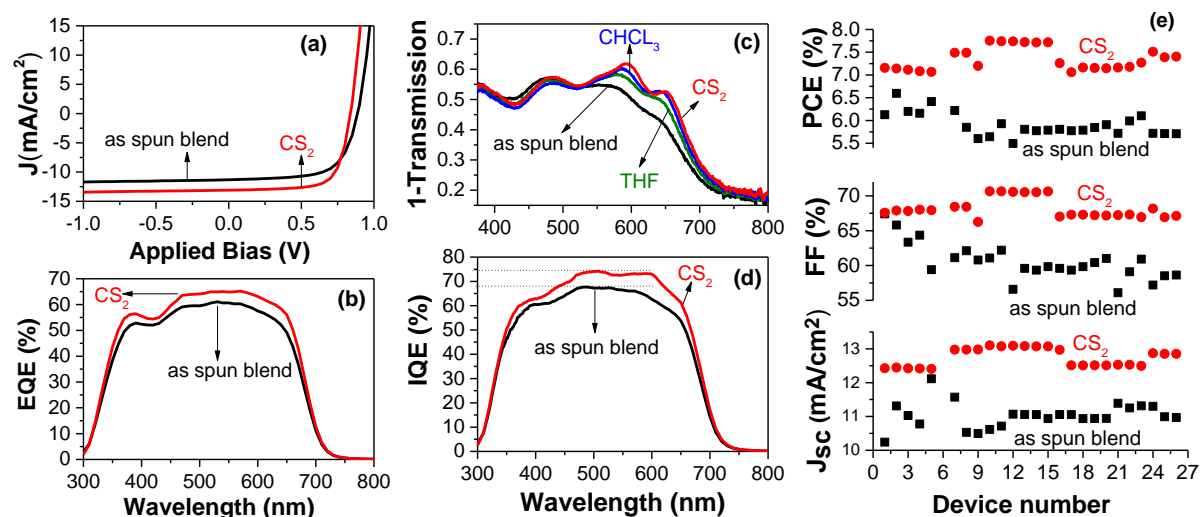 (a)
15
10
5
0
-5
-10
-15
J(mA/cm²)
as spun blend
CS₂
-1.0 -0.5 0.0 0.5 1.0
Applied Bias (V)
(b)
70
60
50
40
30
20
10
0
EQE (%)
CS₂
as spun blend
300 400 500 600 700 800
Wavelength (nm)
(c)
0.7
0.6
0.5
0.4
0.3
0.2
1-Transmission
CHCL₃
CS₂
as spun blend
THF
400 500 600 700 800
(d)
80
70
60
50
40
30
20
10
0
IQE (%)
CS₂
as spun blend
300 400 500 600 700 800
Wavelength (nm)
(e)
8.0
7.5
7.0
6.5
6.0
5.5
PCE (%)
CS₂
as spun blend
70
65
60
55
FF (%)
CS₂
as spun blend
13
12
11
10
Jsc (mA/cm²)
CS₂
as spun blend
0 3 6 9 12 15 18 21 24 27
Device number